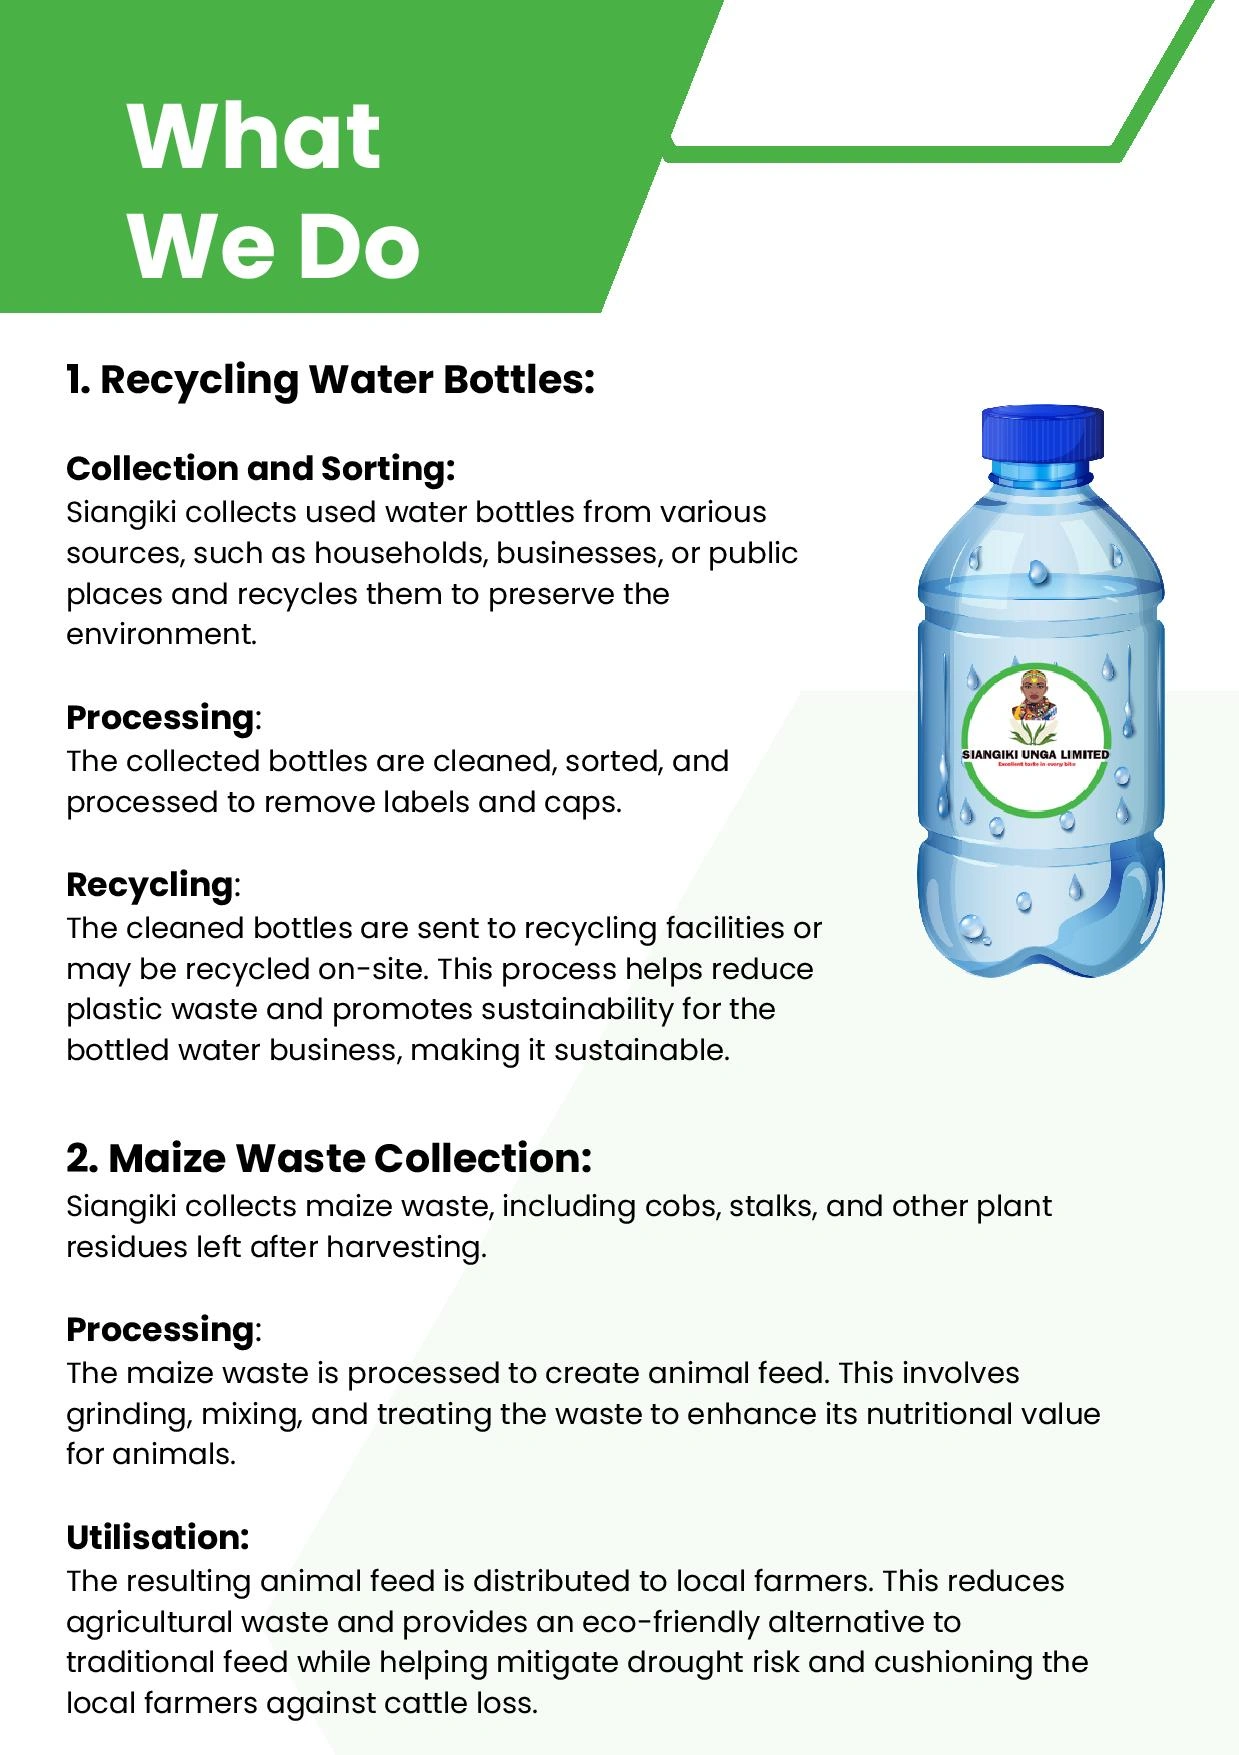 What
We Do
1. Recycling Water Bottles:
Collection and Sorting:
Siangiki collects used water bottles from various
sources, such as households, businesses, or public
places and recycles them to preserve the
environment.
Processing:
The collected bottles are cleaned, sorted, and
processed to remove labels and caps.
Recycling:
The cleaned bottles are sent to recycling facilities or
may be recycled on-site. This process helps reduce
plastic waste and promotes sustainability for the
bottled water business, making it sustainable.
SIANGIKI UNGA LIMITED
Excellent taste in every bite
2. Maize Waste Collection:
Siangiki collects maize waste, including cobs, stalks, and other plant
residues left after harvesting.
Processing:
The maize waste is processed to create animal feed. This involves
grinding, mixing, and treating the waste to enhance its nutritional value
for animals.
Utilisation:
The resulting animal feed is distributed to local farmers. This reduces
agricultural waste and provides an eco-friendly alternative to
traditional feed while helping mitigate drought risk and cushioning the
local farmers against cattle loss.